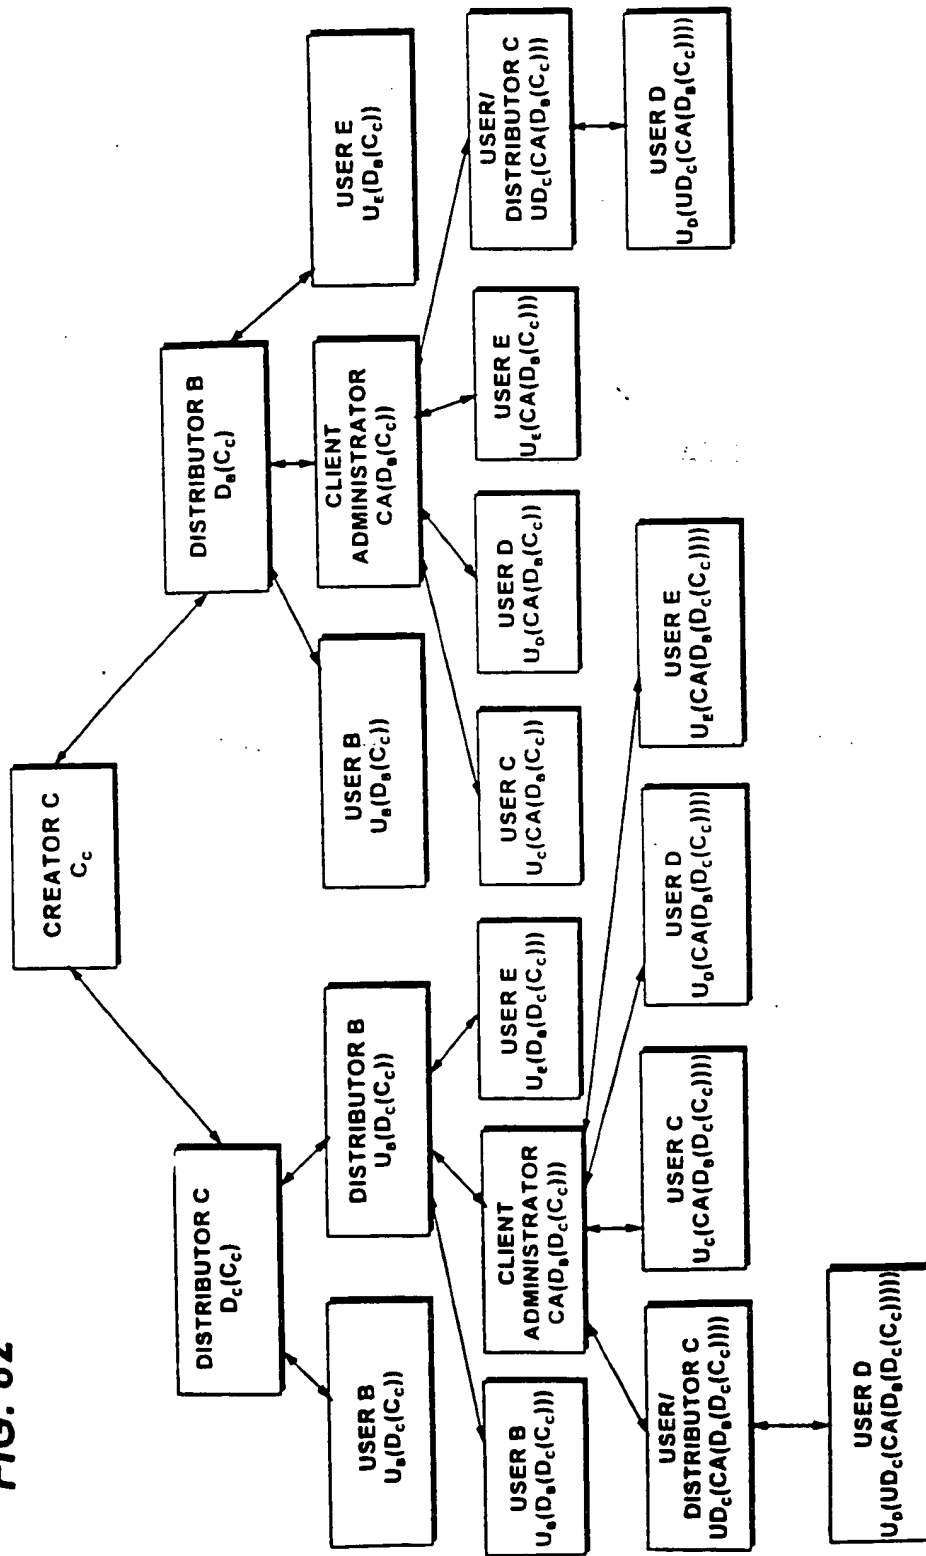 FIG. 82
CREATOR C
C_C
DISTRIBUTOR C
D_C(C_C)
DISTRIBUTOR B
D_B(C_C)
USER B
U_B(D_C(C_C))
DISTRIBUTOR B
U_B(D_C(C_C))
USER B
U_B(D_B(C_C))
CLIENT
ADMINISTRATOR
CA(D_B(C_C))
USER E
U_E(D_B(C_C))
USER B
U_B(D_B(D_C(C_C)))
CLIENT
ADMINISTRATOR
CA(D_B(D_C(C_C)))
USER E
U_E(D_B(D_C(C_C)))
USER C
U_C(CA(D_B(C_C))
USER D
U_D(CA(D_B(C_C))
USER E
U_E(CA(D_B(C_C)))
USER/
DISTRIBUTOR C
UD_C(CA(D_B(C_C)))
USER/
DISTRIBUTOR C
UD_C(CA(D_B(D_C(C_C))))
USER C
U_C(CA(D_B(D_C(C_C))))
USER D
U_D(CA(D_B(D_C(C_C))))
USER E
U_E(CA(D_B(D_C(C_C))))
USER D
U_D(UD_C(CA(D_B(C_C))))
USER D
U_D(UD_C(CA(D_B(D_C(C_C)))))